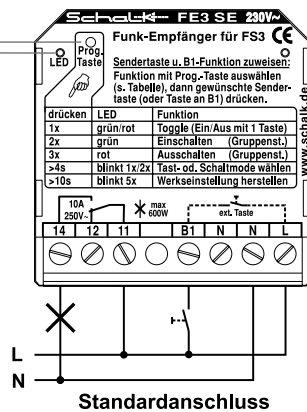 Schalk FE3 SE 230V~
Funk-Empfänger für FS3 CE
LED Prog. Taste
Sendertaste u. B1-Funktion zuweisen:
Funktion mit Prog.-Taste auswählen
(s. Tabelle), dann gewünschte Sender-
taste (oder Taste an B1) drücken.
www.schalk.de
drücken LED Funktion
1x grün/rot Toggle (Ein/Aus mit 1 Taste)
2x grün Einschalten (Gruppenst.)
3x rot Ausschalten (Gruppenst.)
>4s blinkt 1x/2x Tast- od. Schaltmode wählen
>10s blinkt 5x Werkseinstellung herstellen
10A
250V~
max
600W
ext. Taste
14 12 11 B1 N N L
L
N
Standardanschluss